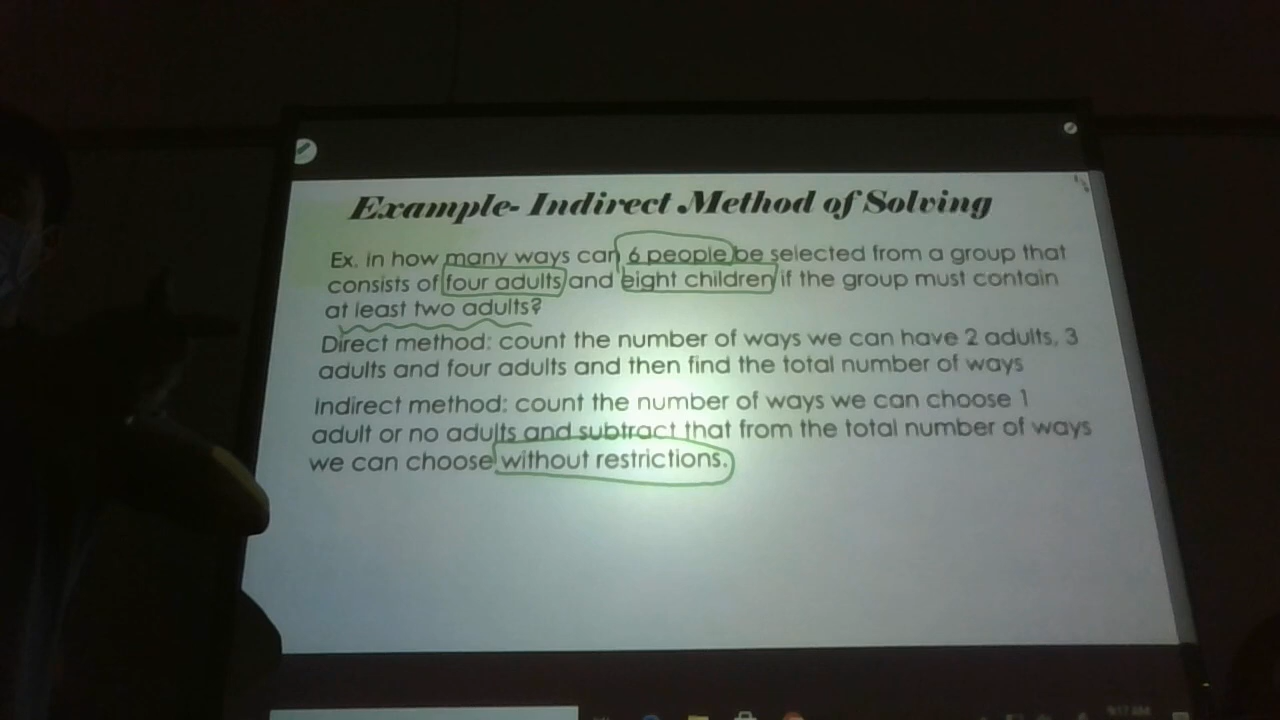 Example- Indirect Method of Solving
Ex. in how many ways can 6 people be selected from a group that
consists of four adults and eight children if the group must contain
at least two adults?
Direct method: count the number of ways we can have 2 adults, 3
adults and four adults and then find the total number of ways
Indirect method: count the number of ways we can choose 1
adult or no adults and subtract that from the total number of ways
we can choose without restrictions.